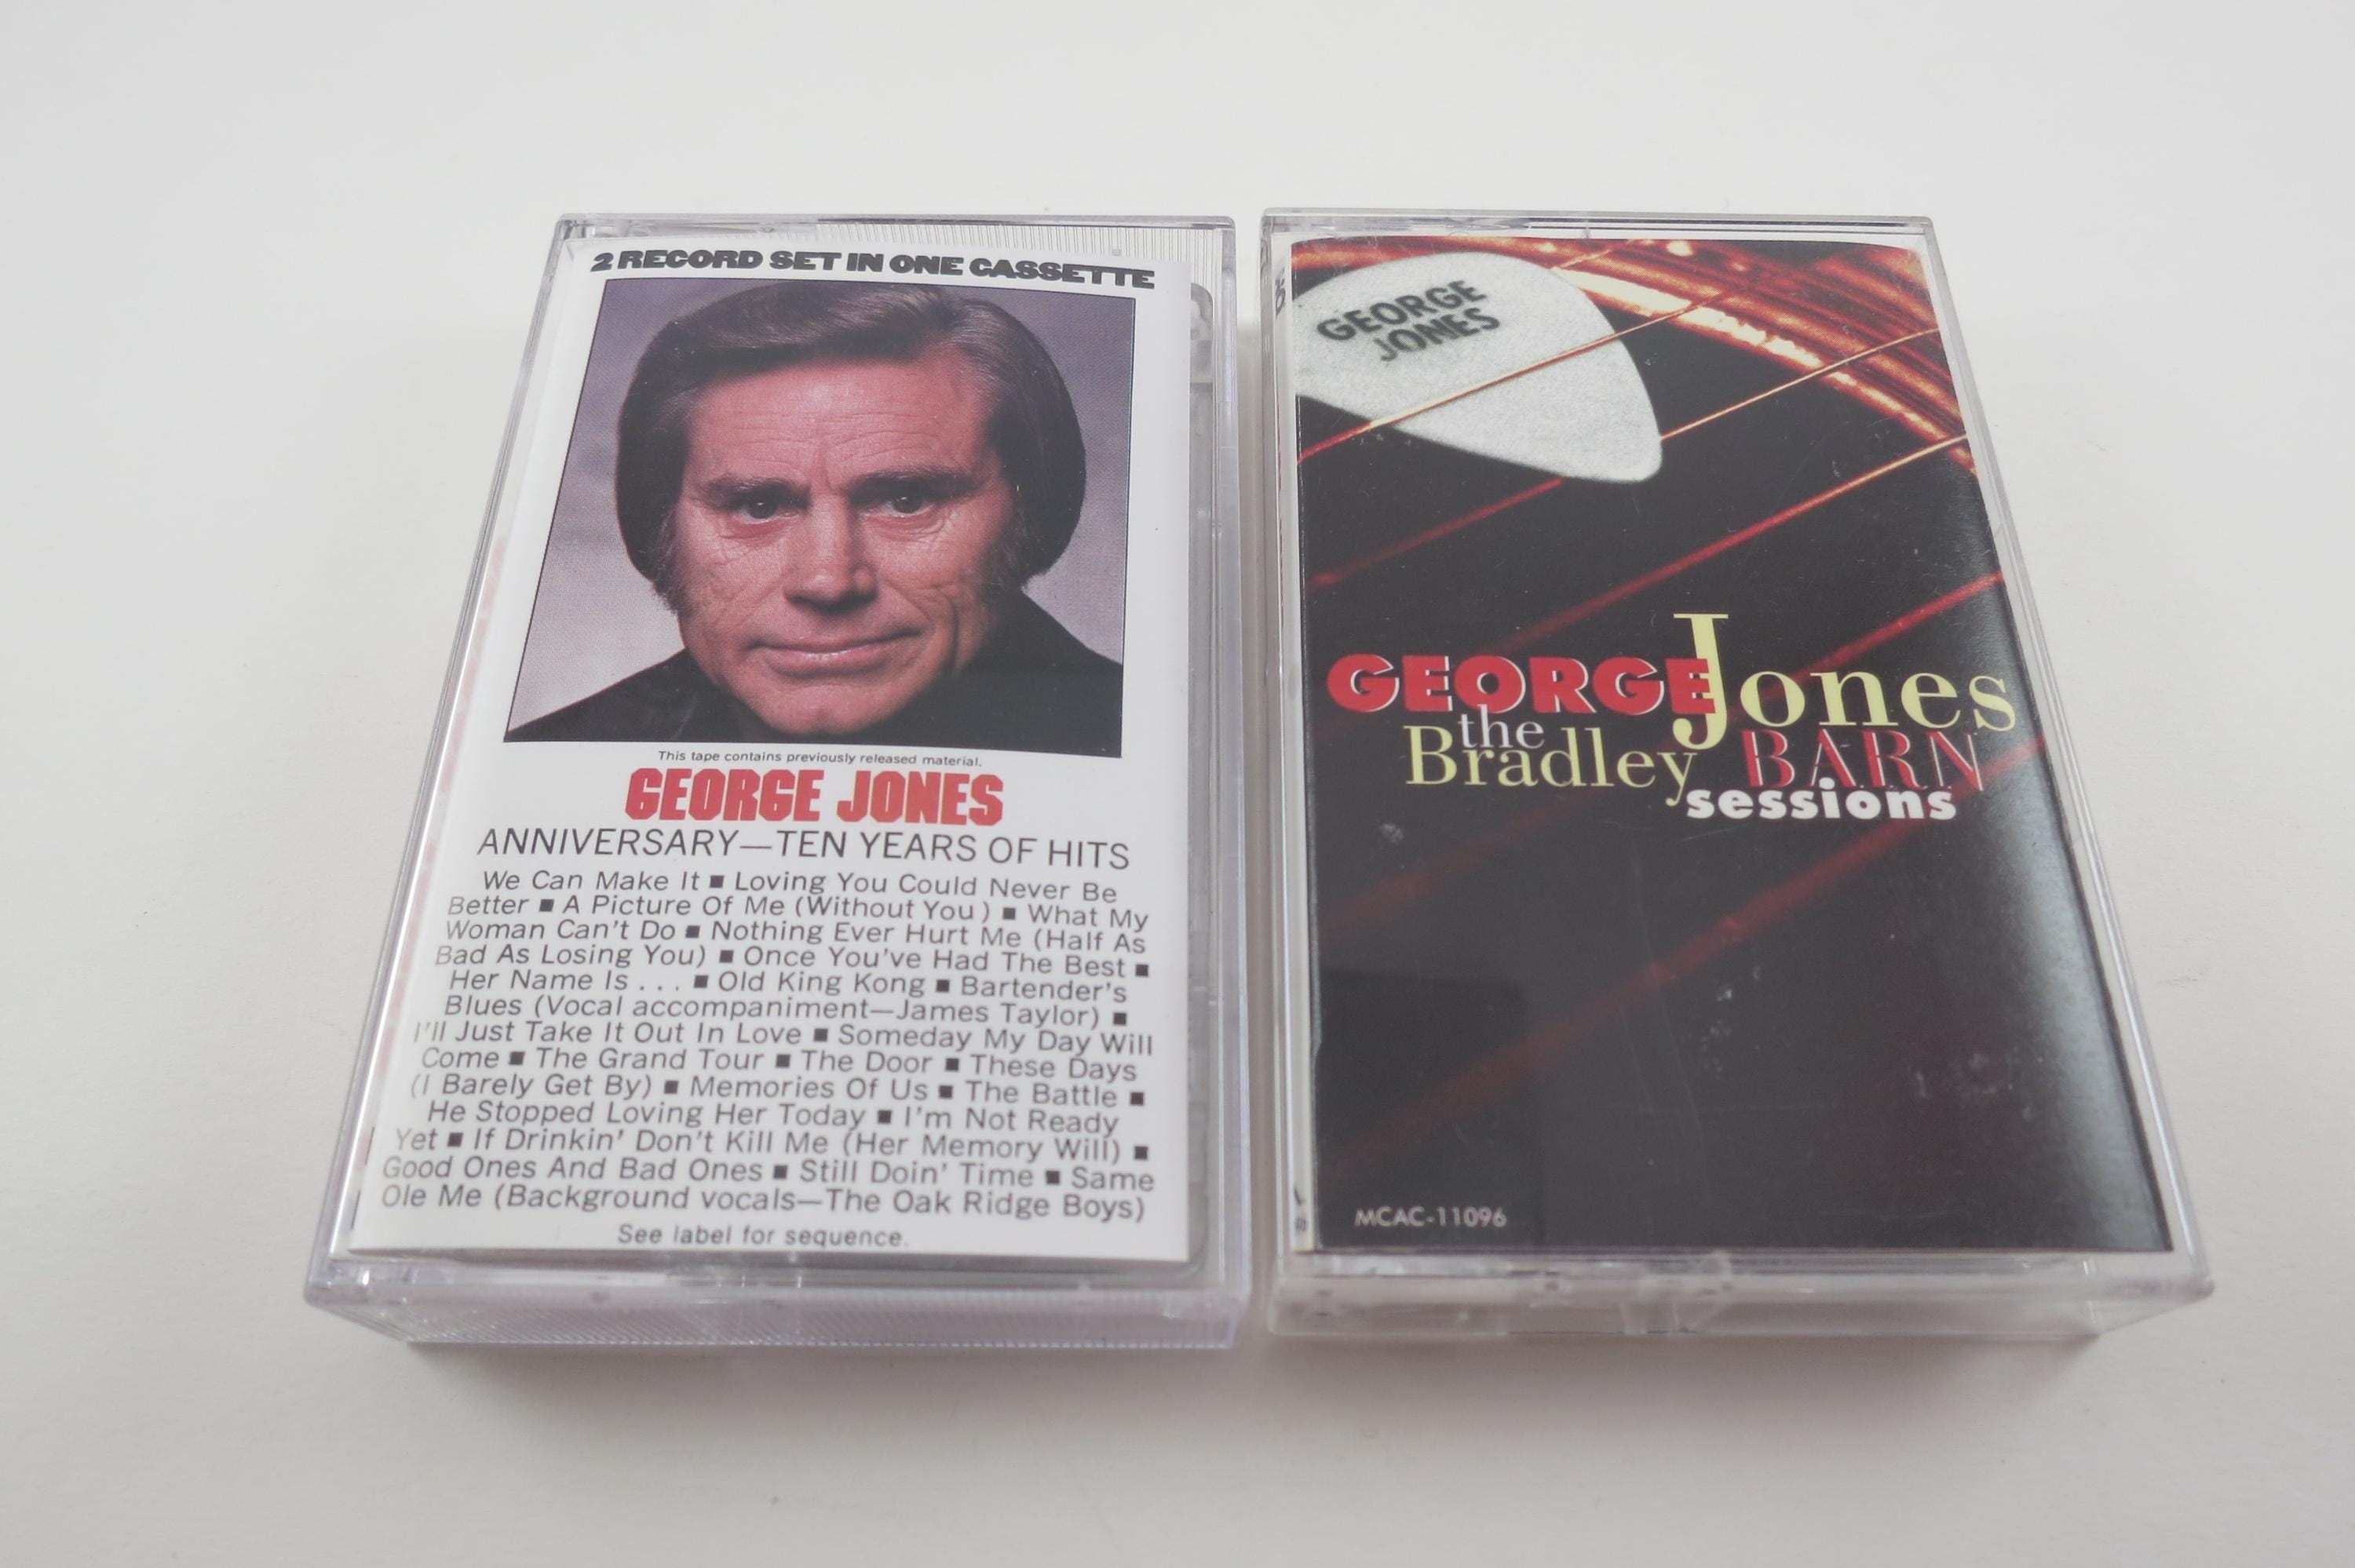 2 RECORD SET IN ONE CASSETTE
This tape contains previously released material.
GEORGE JONES
ANNIVERSARY—TEN YEARS OF HITS
We Can Make It ■ Loving You Could Never Be
Better ■ A Picture Of Me (Without You) ■ What My
Woman Can't Do ■ Nothing Ever Hurt Me (Half As
Bad As Losing You) ■ Once You've Had The Best ■
Her Name Is . . . ■ Old King Kong ■ Bartender's
Blues (Vocal accompaniment—James Taylor) ■
I'll Just Take It Out In Love ■ Someday My Day Will
Come ■ The Grand Tour ■ The Door ■ These Days
(I Barely Get By) ■ Memories Of Us ■ The Battle ■
He Stopped Loving Her Today ■ I'm Not Ready
Yet ■ If Drinkin' Don't Kill Me (Her Memory Will) ■
Good Ones And Bad Ones ■ Still Doin' Time ■ Same
Ole Me (Background vocals—The Oak Ridge Boys)
See label for sequence.
GEORGE
JONES
GEORGE Jones
the
Bradley BARN
sessions
MCAC-11096